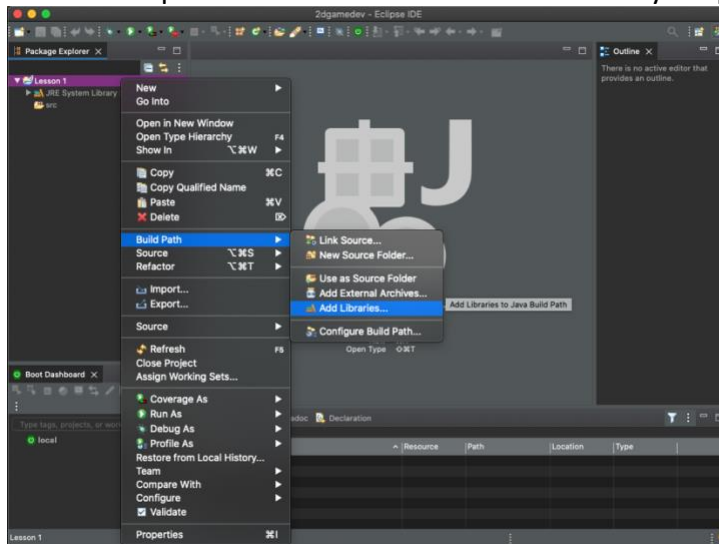 2dgamedev - Eclipse IDE
Package Explorer
Outline
There is no active editor that
provides an outline.
Lesson 1
JRE System Library
src
New
Go Into
Open in New Window
Open Type Hierarchy F4
Show In ⌥⌘W
Copy ⌘C
Copy Qualified Name
Paste ⌘V
Delete ⌦
Build Path
Source ⌥⌘S
Refactor ⌥⌘T
Import...
Export...
Source
Refresh F5
Close Project
Assign Working Sets...
Coverage As
Run As
Debug As
Profile As
Restore from Local History...
Team
Compare With
Configure
Validate
Properties ⌘I
Link Source...
New Source Folder...
Use as Source Folder
Add External Archives...
Add Libraries...
Configure Build Path...
Add Libraries to Java Build Path
Open Type ⇧⌘T
Boot Dashboard
Type tags, projects, or
local
Declaration
Resource Path Location Type
Lesson 1